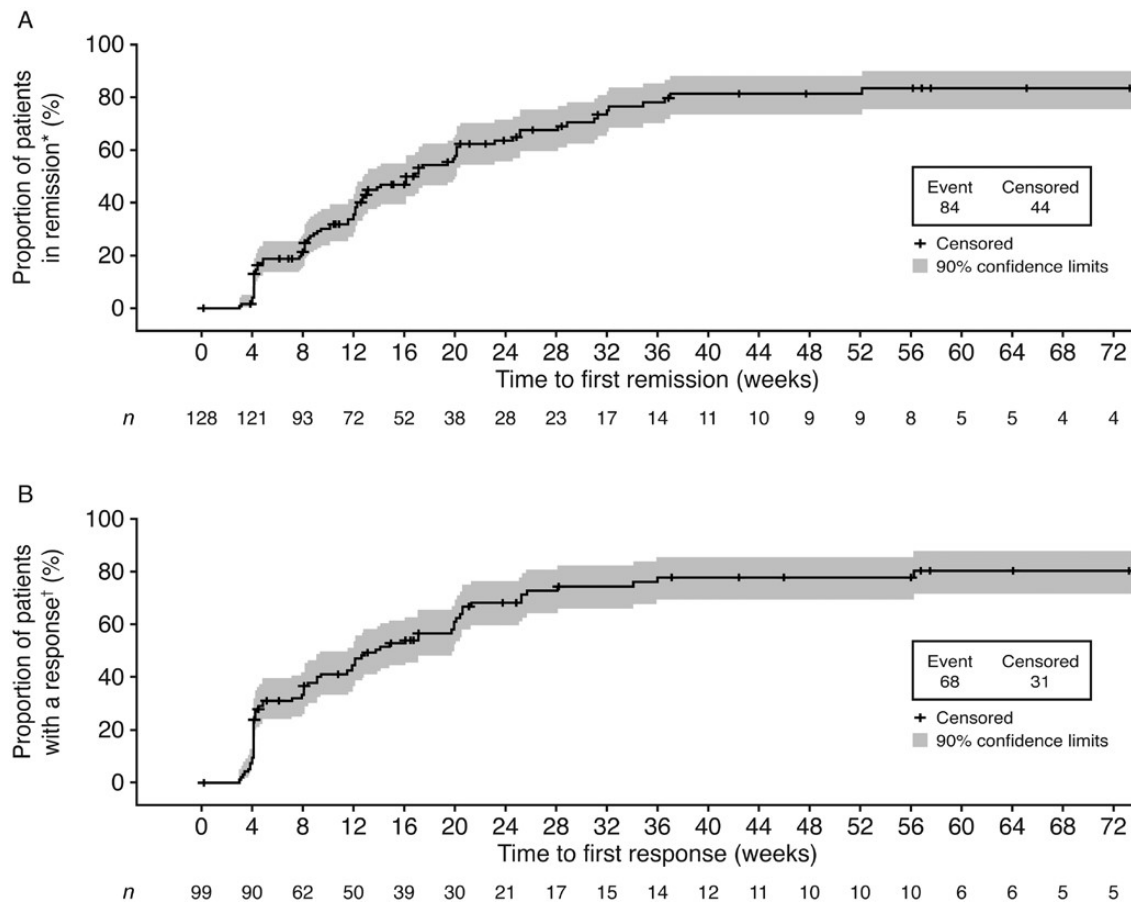 A
Proportion of patients
in remission* (%)
100
80
60
40
20
0
Event Censored
84 44
Censored
90% confidence limits
0 4 8 12 16 20 24 28 32 36 40 44 48 52 56 60 64 68 72
Time to first remission (weeks)
n 128 121 93 72 52 38 28 23 17 14 11 10 9 9 8 5 5 4 4
B
Proportion of patients
with a response† (%)
100
80
60
40
20
0
Event Censored
68 31
Censored
90% confidence limits
0 4 8 12 16 20 24 28 32 36 40 44 48 52 56 60 64 68 72
Time to first response (weeks)
n 99 90 62 50 39 30 21 17 15 14 12 11 10 10 10 6 6 5 5